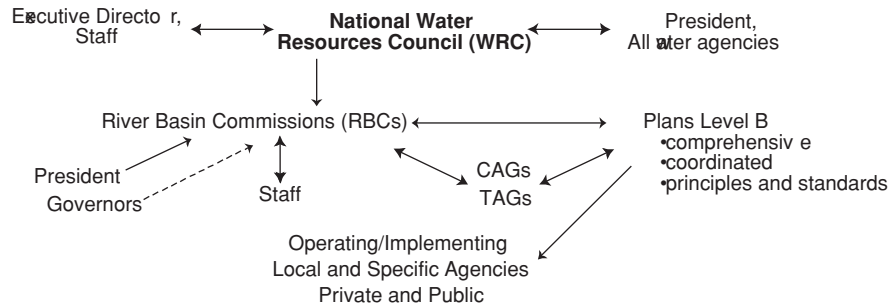 Executive Director,
Staff
National Water
Resources Council (WRC)
President,
All water agencies
River Basin Commissions (RBCs)
Plans Level B
•comprehensive
•coordinated
•principles and standards
President
Governors
Staff
CAGs
TAGs
Operating/Implementing
Local and Specific Agencies
Private and Public